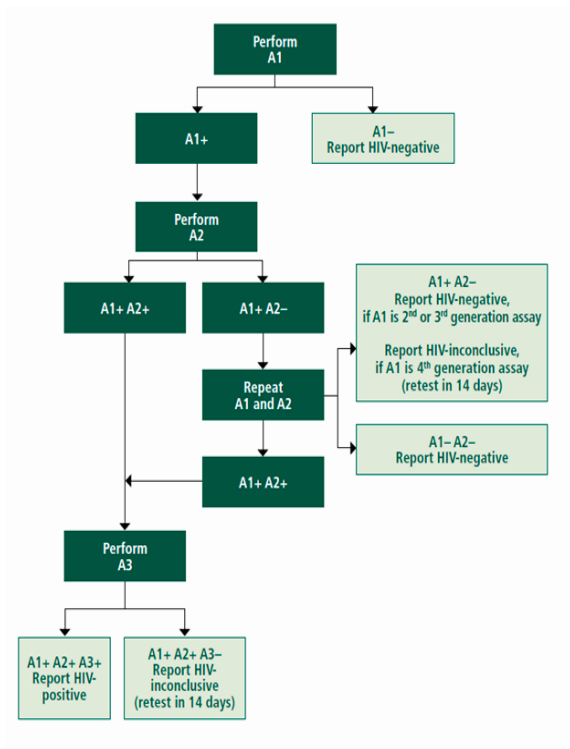 Perform
A1
A1+
A1–
Report HIV-negative
Perform
A2
A1+ A2+
A1+ A2–
A1+ A2–
Report HIV-negative,
if A1 is 2nd or 3rd generation assay
Report HIV-inconclusive,
if A1 is 4th generation assay
(retest in 14 days)
Repeat
A1 and A2
A1– A2–
Report HIV-negative
A1+ A2+
Perform
A3
A1+ A2+ A3+
Report HIV-
positive
A1+ A2+ A3–
Report HIV-
inconclusive
(retest in 14 days)